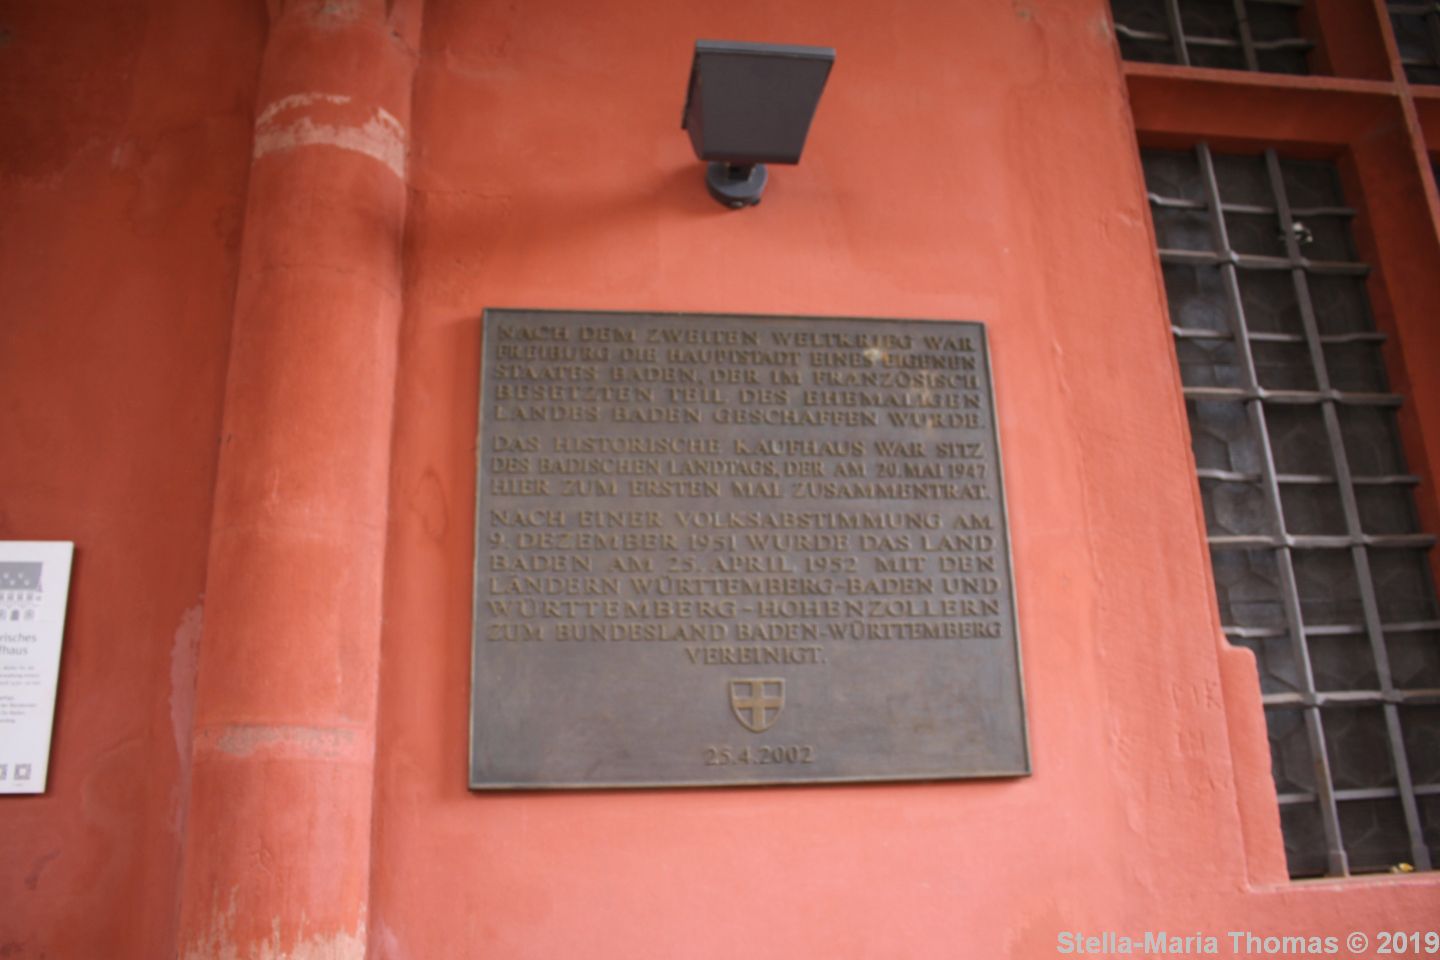 NACH DEM ZWEITEN WELTKRIEG WAR
FREIBURG DIE HAUPTSTADT EINES EIGENEN
STAATES BADEN, DER IM FRANZÖSISCH
BESETZTEN TEIL DES EHEMALIGEN
LANDES BADEN GESCHAFFEN WURDE.
DAS HISTORISCHE KAUFHAUS WAR SITZ
DES BADISCHEN LANDTAGS, DER AM 20. MAI 1947
HIER ZUM ERSTEN MAL ZUSAMMENTRAT.
NACH EINER VOLKSABSTIMMUNG AM
9. DEZEMBER 1951 WURDE DAS LAND
BADEN AM 25. APRIL 1952 MIT DEN
LÄNDERN WÜRTTEMBERG-BADEN UND
WÜRTTEMBERG-HOHENZOLLERN
ZUM BUNDESLAND BADEN-WÜRTTEMBERG
VEREINIGT.
25.4.2002
Stella-Maria Thomas © 2019